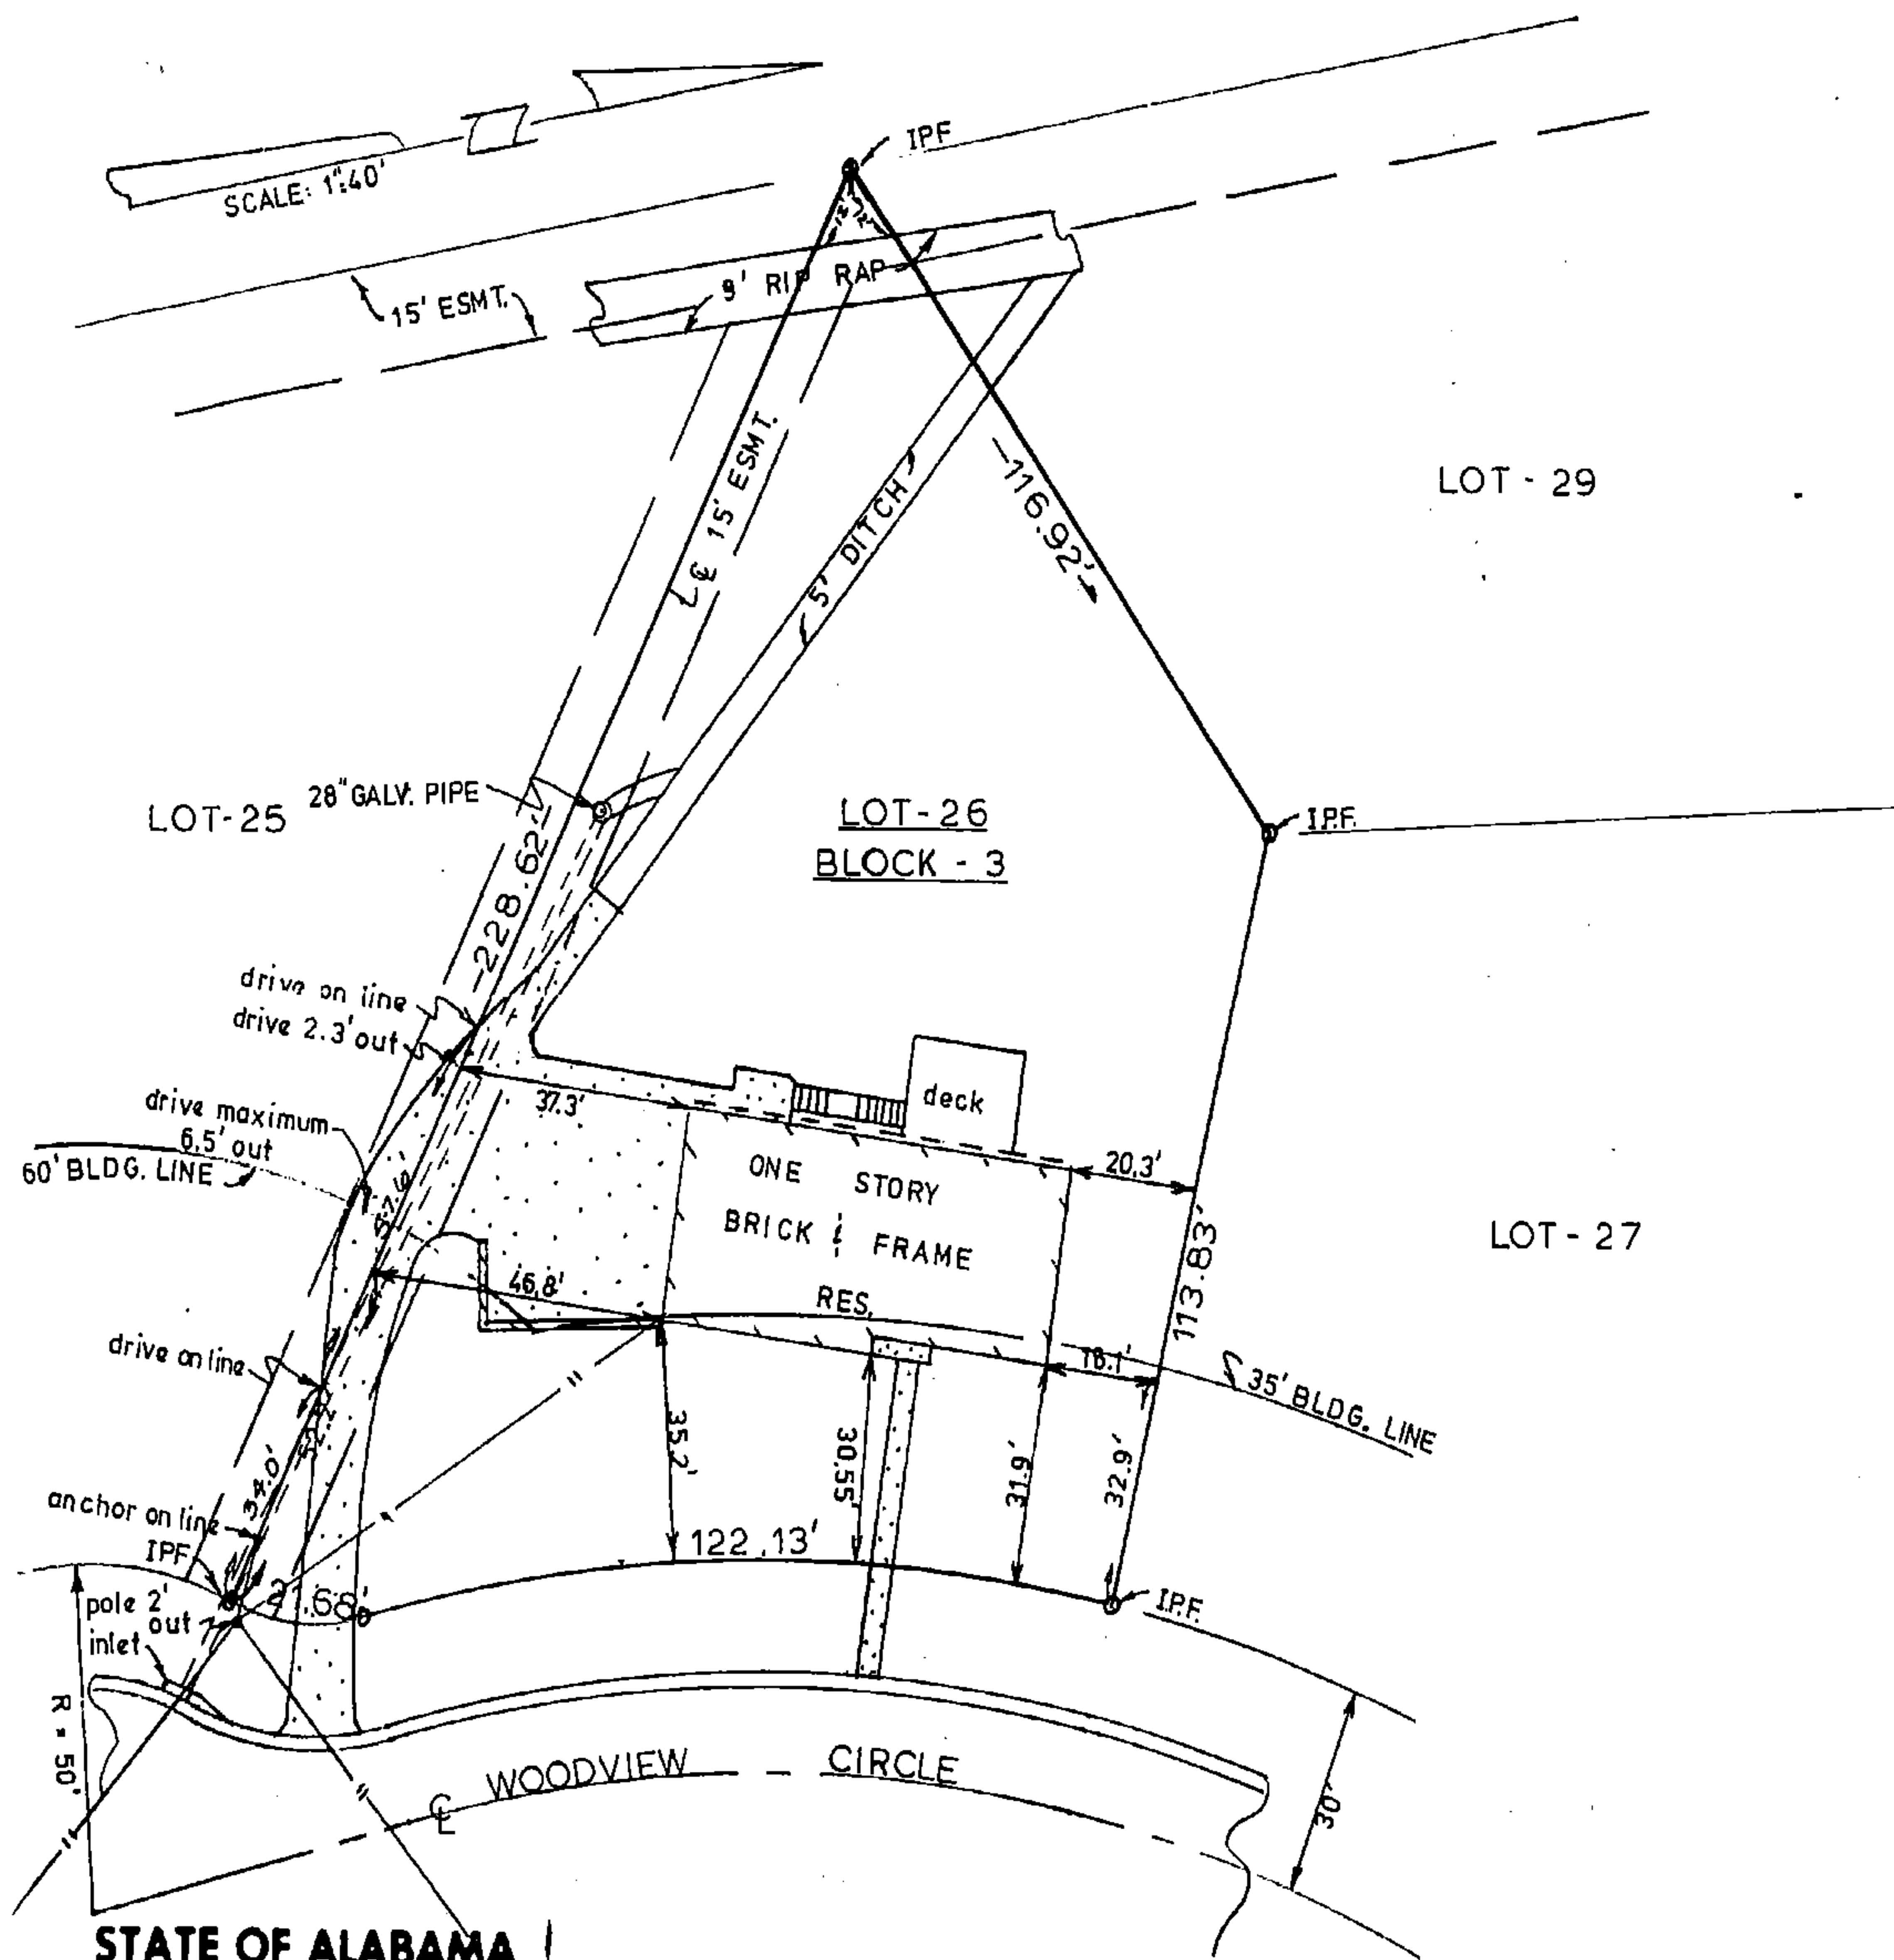 IPF
SCALE: 1":40'
15' ESMT.
9' RIP RAP
℄ 15' ESMT.
5' DITCH
116.92'
LOT - 29
LOT-25
28" GALV. PIPE
228.62'
LOT-26
BLOCK - 3
I.P.F.
drive on line
drive 2.3' out
37.3'
deck
drive maximum
6.5' out
60' BLDG. LINE
ONE STORY
BRICK & FRAME
RES.
20.3'
LOT - 27
46.8'
113.83'
18.1'
35' BLDG. LINE
drive on line
35.2'
30.55'
31.9'
32.9'
34.0'
anchor on line
IPF
122.13'
pole 2'
out
inlet
I.P.F.
R = 50'
WOODVIEW CIRCLE
℄
30'
STATE OF ALABAMA